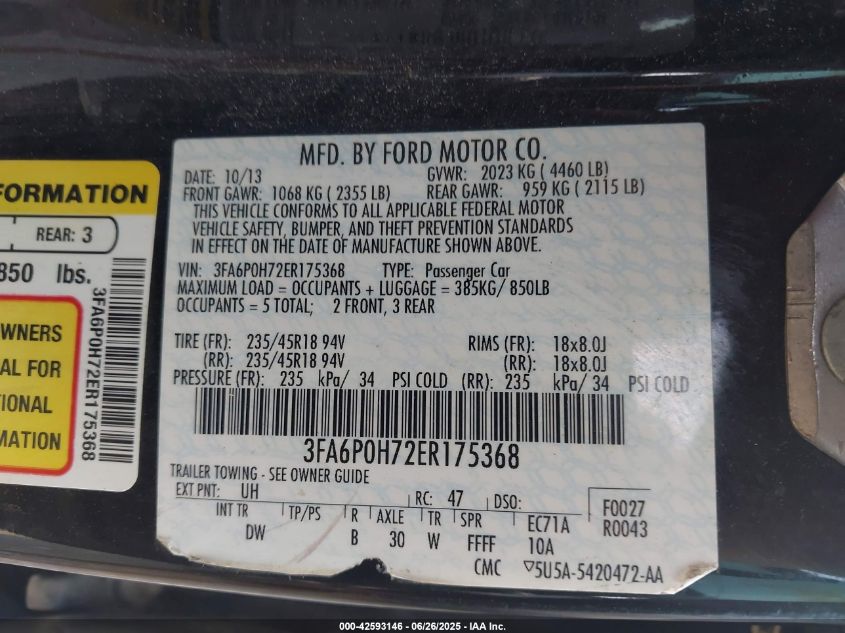 FORMATION
REAR: 3
850 lbs.
OWNERS
AL FOR
TIONAL
MATION
3FA6P0H72ER175368
MFD. BY FORD MOTOR CO.
DATE: 10/13 GVWR: 2023 KG ( 4460 LB)
FRONT GAWR: 1068 KG ( 2355 LB) REAR GAWR: 959 KG ( 2115 LB)
THIS VEHICLE CONFORMS TO ALL APPLICABLE FEDERAL MOTOR
VEHICLE SAFETY, BUMPER, AND THEFT PREVENTION STANDARDS
IN EFFECT ON THE DATE OF MANUFACTURE SHOWN ABOVE.
VIN: 3FA6P0H72ER175368 TYPE: Passenger Car
MAXIMUM LOAD = OCCUPANTS + LUGGAGE = 385KG/ 850LB
OCCUPANTS = 5 TOTAL; 2 FRONT, 3 REAR
TIRE (FR): 235/45R18 94V RIMS (FR): 18x8.0J
(RR): 235/45R18 94V (RR): 18x8.0J
PRESSURE (FR): 235 kPa/ 34 PSI COLD (RR): 235 kPa/ 34 PSI COLD
3FA6P0H72ER175368
TRAILER TOWING - SEE OWNER GUIDE
EXT PNT: UH RC: 47 DSO: F0027
INT TR TP/PS R AXLE TR SPR EC71A R0043
DW B 30 W FFFF 10A
CMC ▽5U5A-5420472-AA
000-42593146 - 06/26/2025 - IAA Inc.